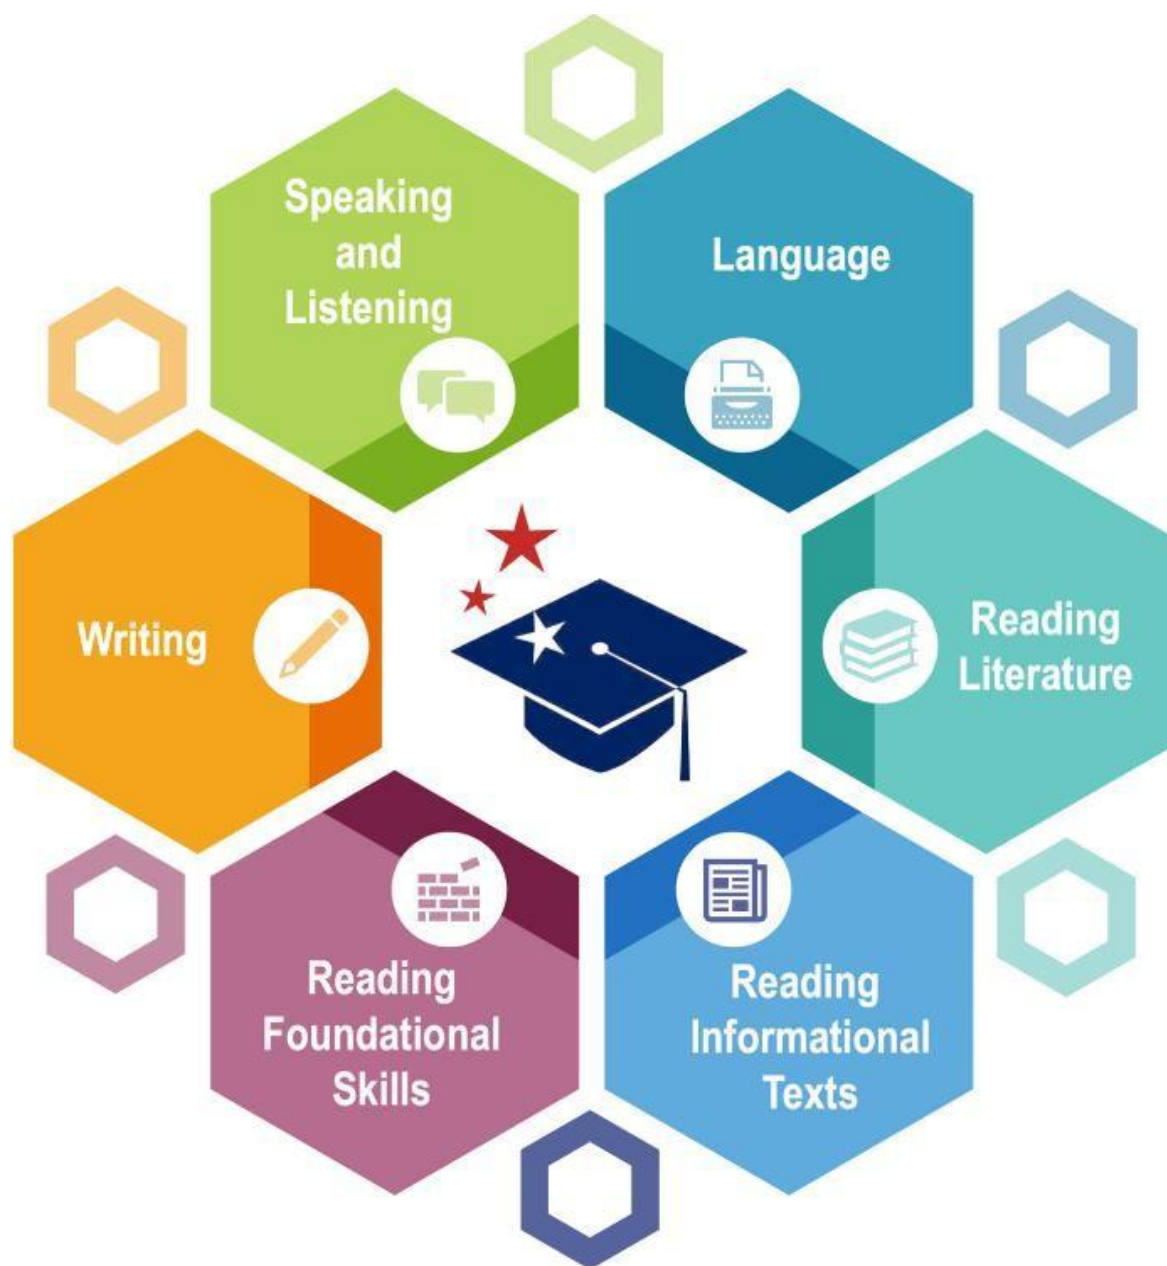 Speaking
and
Listening
Language
Writing
Reading
Literature
Reading
Foundational
Skills
Reading
Informational
Texts